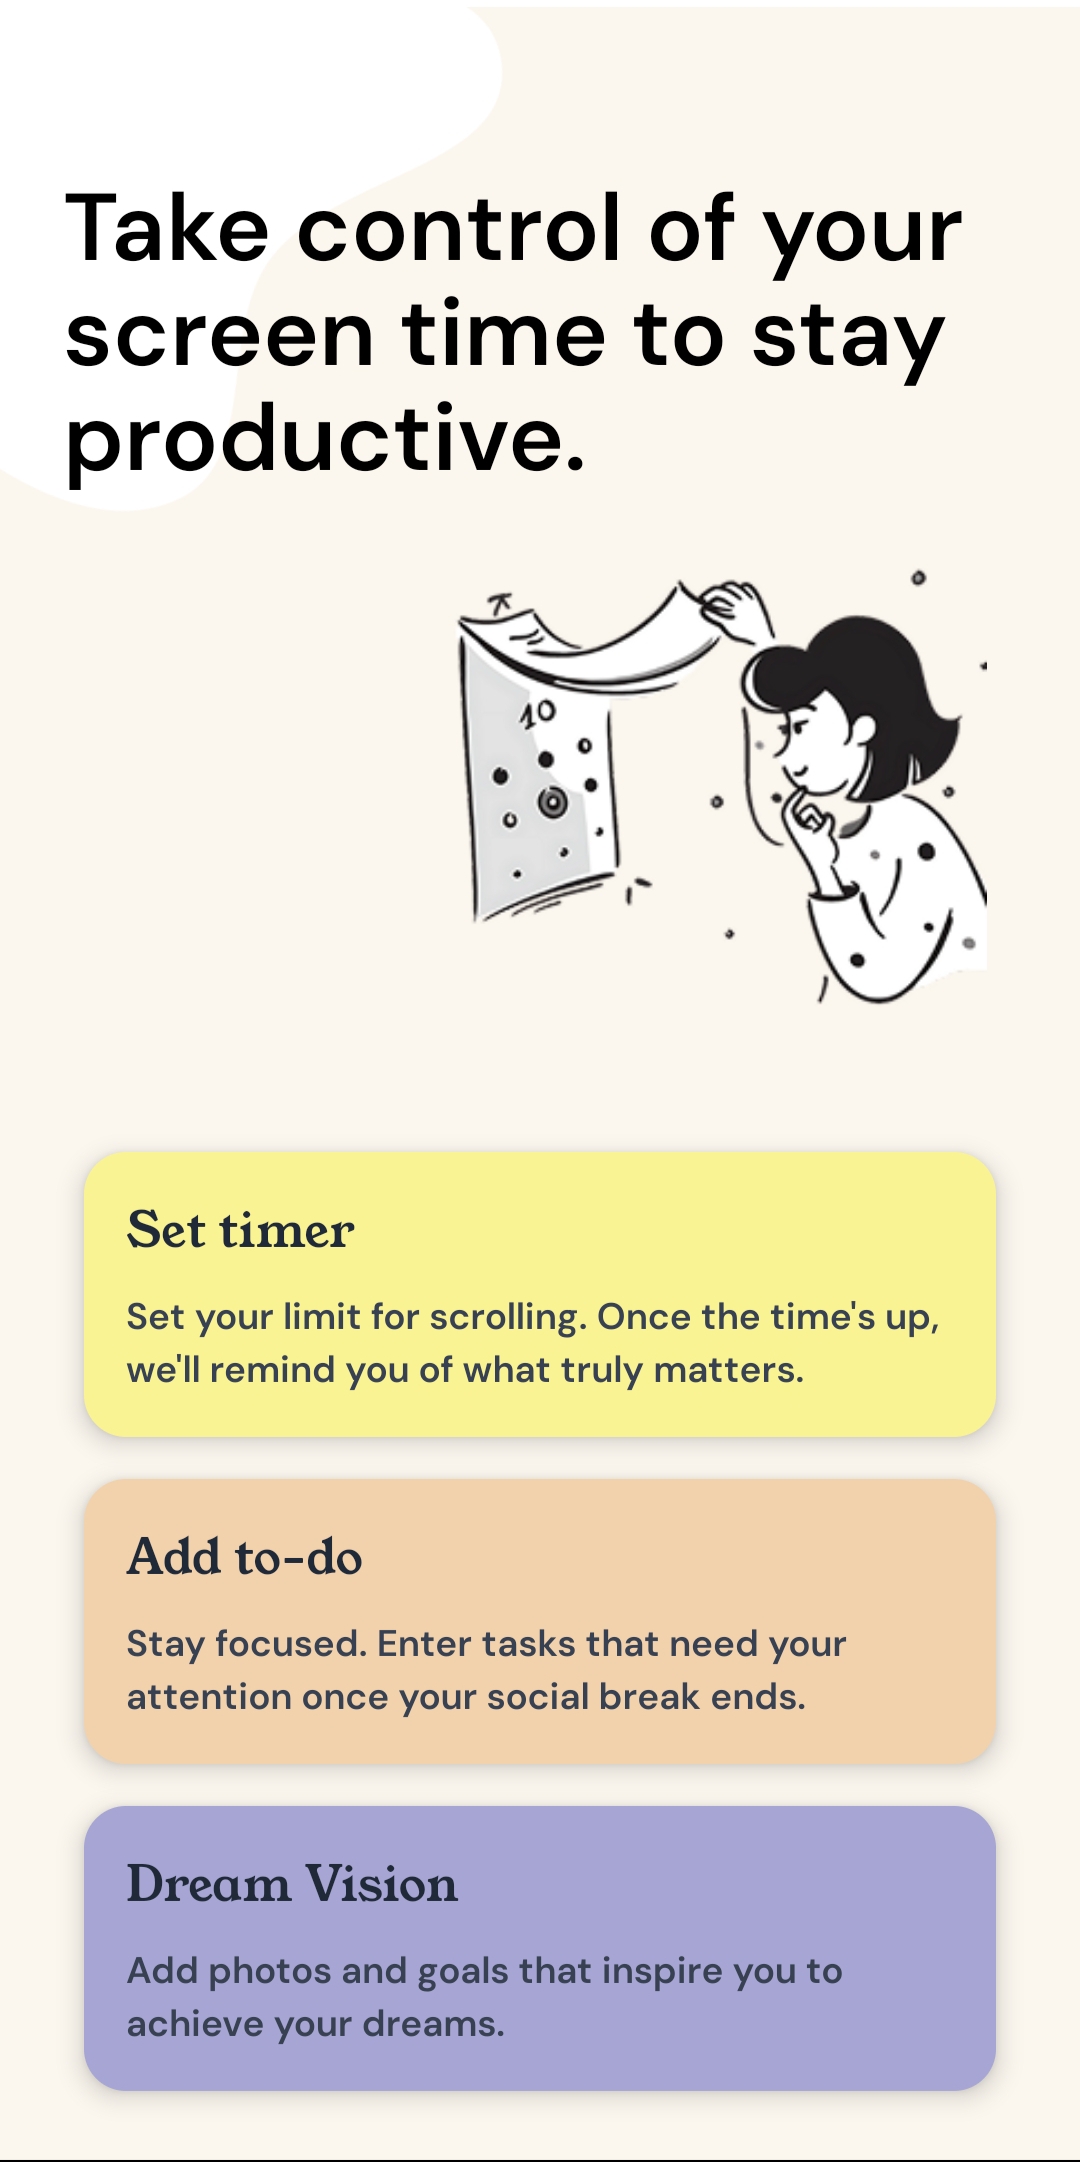 Take control of your
screen time to stay
productive.
10
Set timer
Set your limit for scrolling. Once the time's up,
we'll remind you of what truly matters.
Add to-do
Stay focused. Enter tasks that need your
attention once your social break ends.
Dream Vision
Add photos and goals that inspire you to
achieve your dreams.